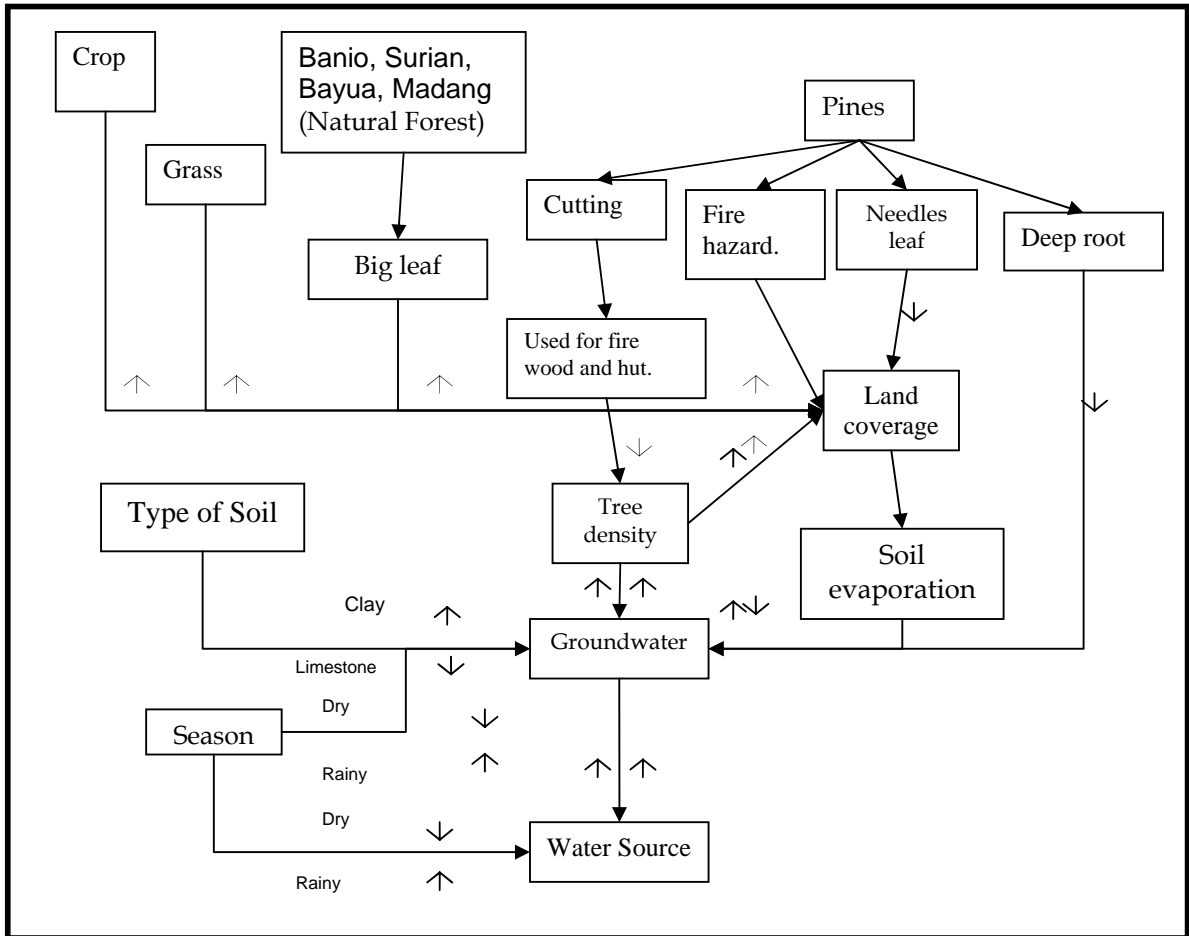 Crop
Banio, Surian,
Bayua, Madang
(Natural Forest)
Pines
Grass
Cutting
Fire
hazard.
Needles
leaf
Deep root
Big leaf
Used for fire
wood and hut.
Land
coverage
Type of Soil
Tree
density
Soil
evaporation
Clay
Groundwater
Limestone
Dry
Season
Rainy
Dry
Water Source
Rainy